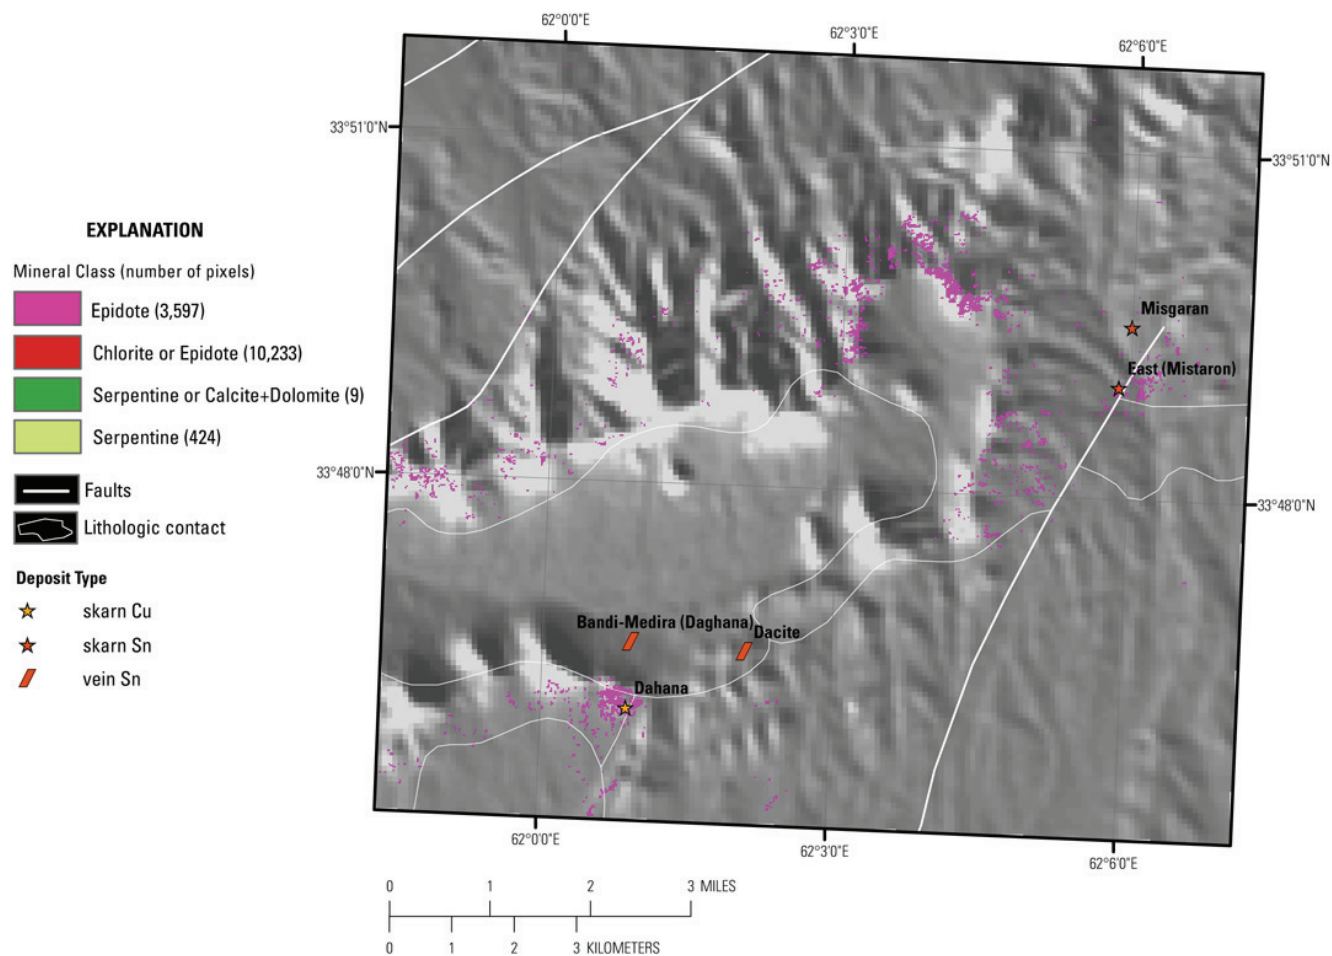 62°0'0"E
62°3'0"E
62°6'0"E
33°51'0"N
33°51'0"N
EXPLANATION
Mineral Class (number of pixels)
Epidote (3,597)
Chlorite or Epidote (10,233)
Serpentine or Calcite+Dolomite (9)
Serpentine (424)
Faults
Lithologic contact
Deposit Type
skarn Cu
skarn Sn
vein Sn
Misgaran
East (Mistaron)
33°48'0"N
33°48'0"N
Bandi-Medira (Daghana)
Dacite
Dahana
62°0'0"E
62°3'0"E
62°6'0"E
0 1 2 3 MILES
0 1 2 3 KILOMETERS